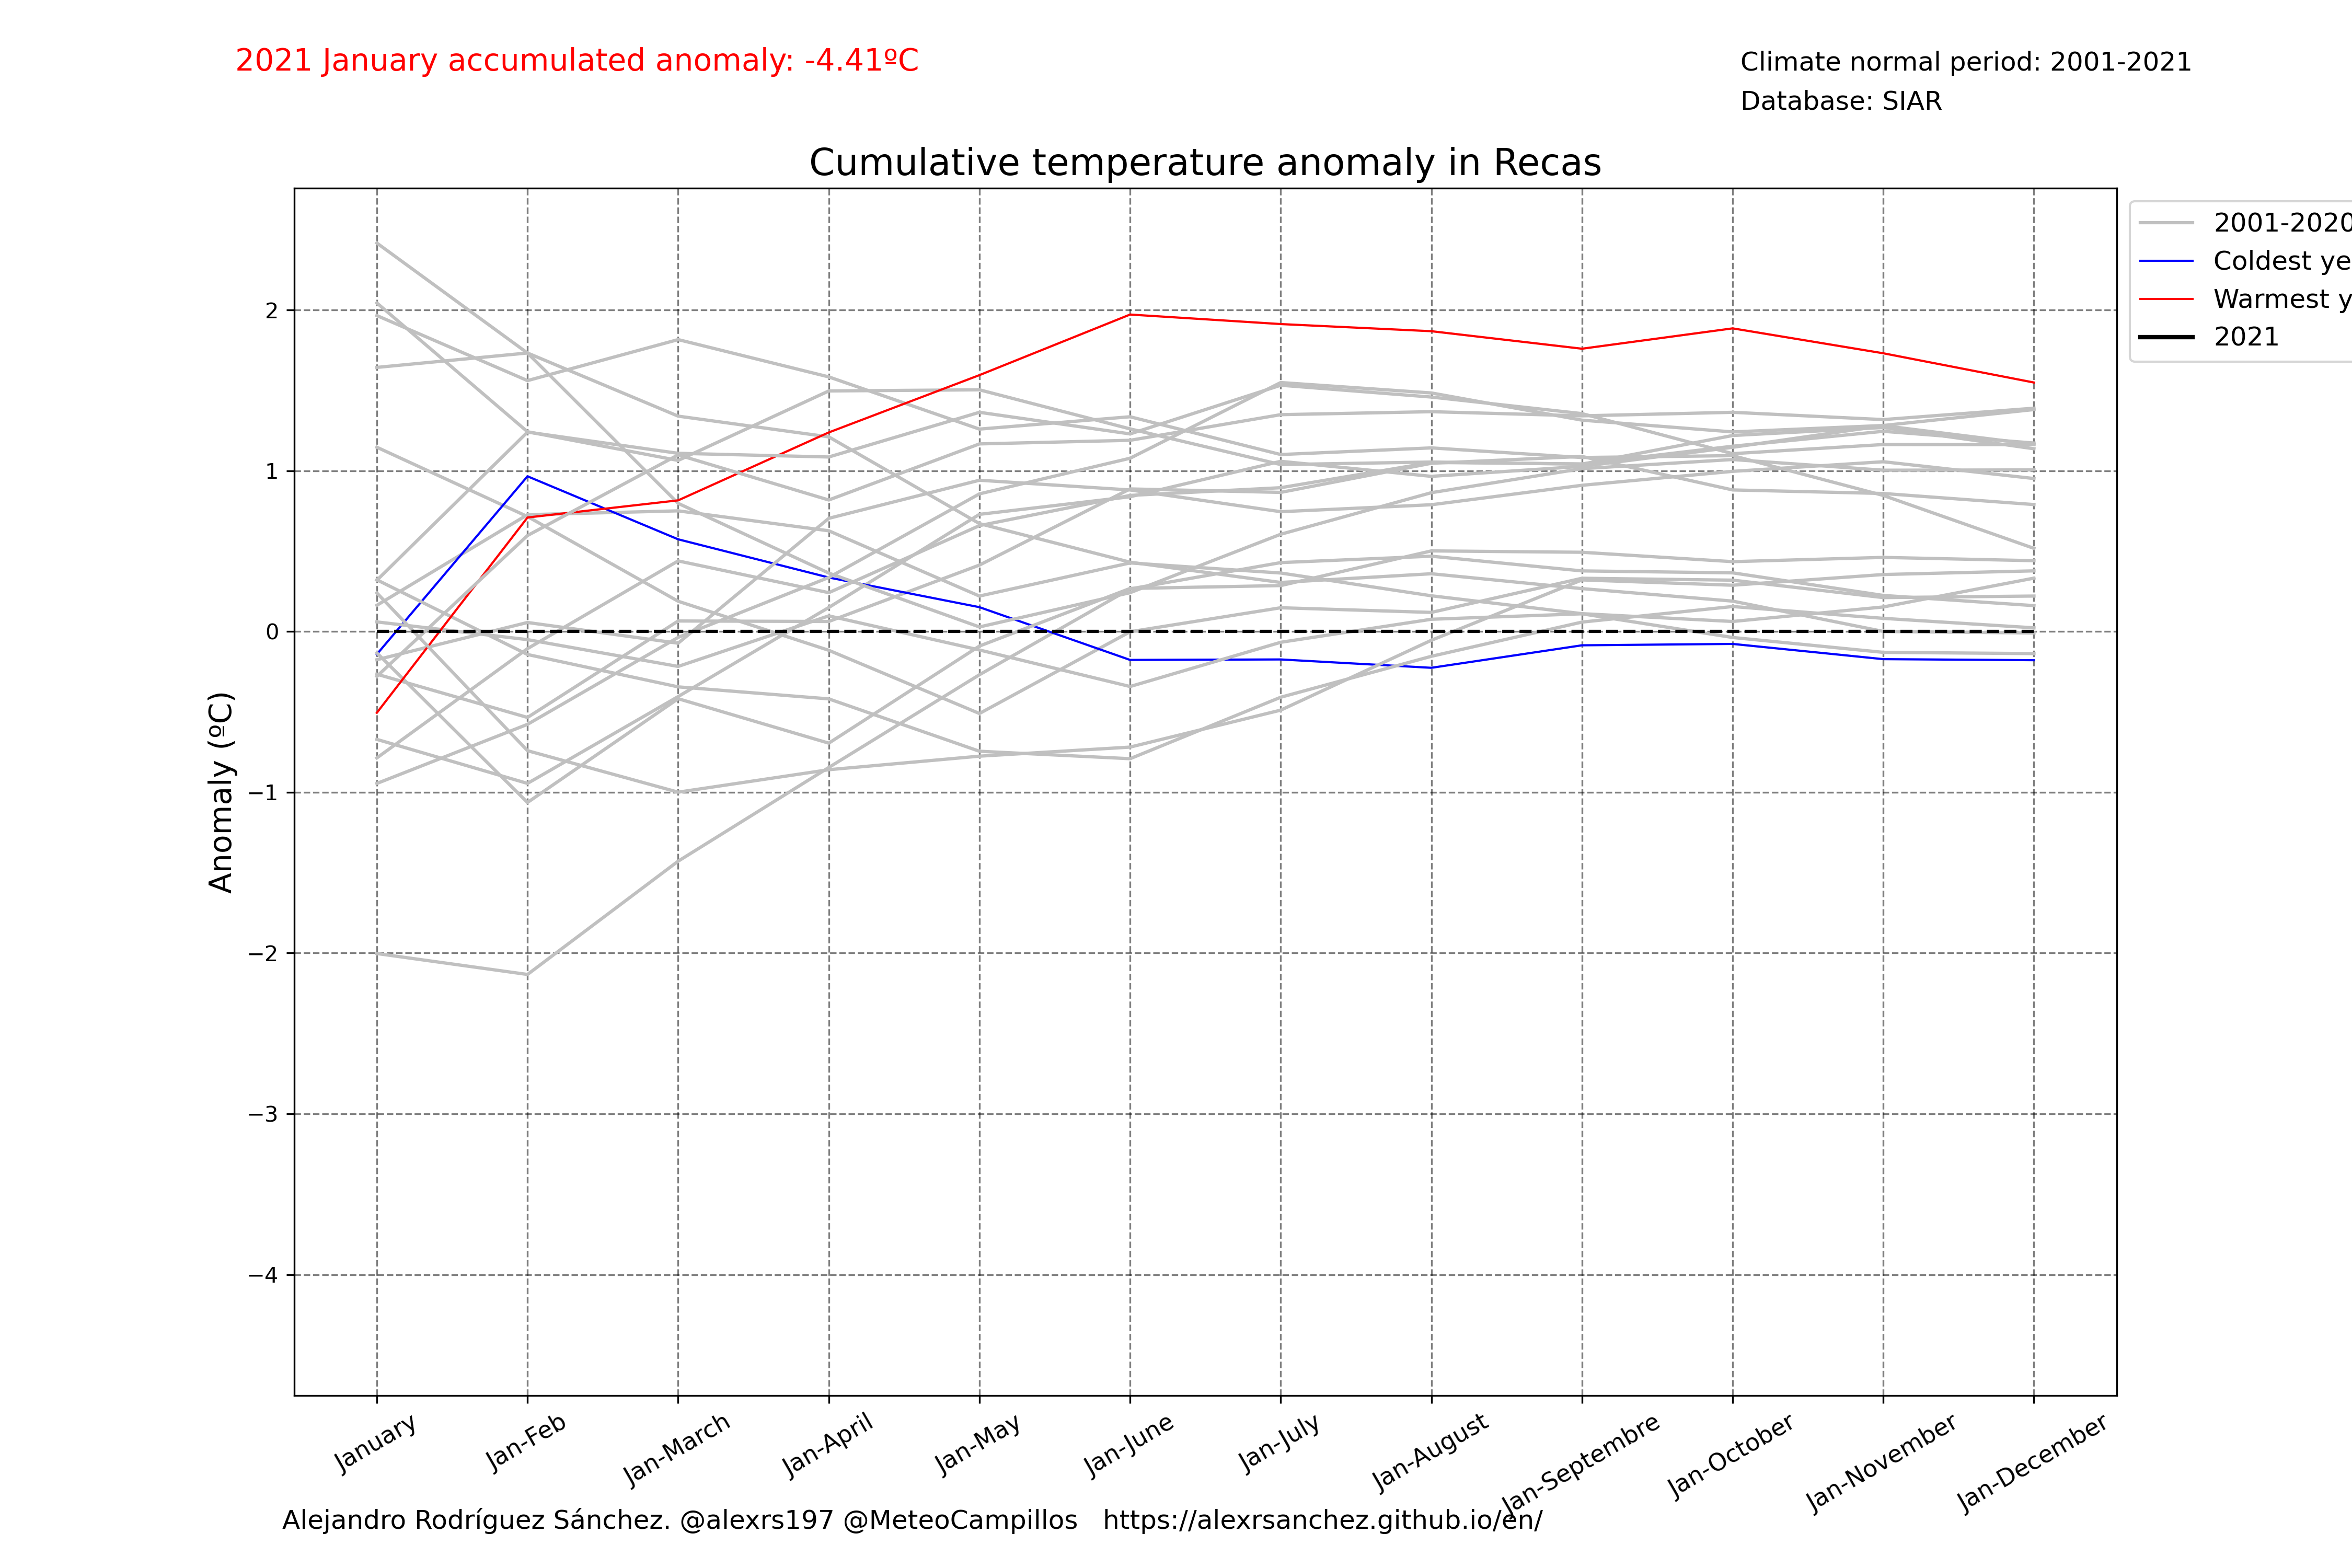 2021 January accumulated anomaly: -4.41ºC
Climate normal period: 2001-2021
Database: SIAR
Cumulative temperature anomaly in Recas
2001-2020
Coldest ye
Warmest y
2021
Anomaly (ºC)
2
1
0
−1
−2
−3
−4
January
Jan-Feb
Jan-March
Jan-April
Jan-May
Jan-June
Jan-July
Jan-August
Jan-Septembre
Jan-October
Jan-November
Jan-December
Alejandro Rodríguez Sánchez. @alexrs197 @MeteoCampillos https://alexrsanchez.github.io/en/